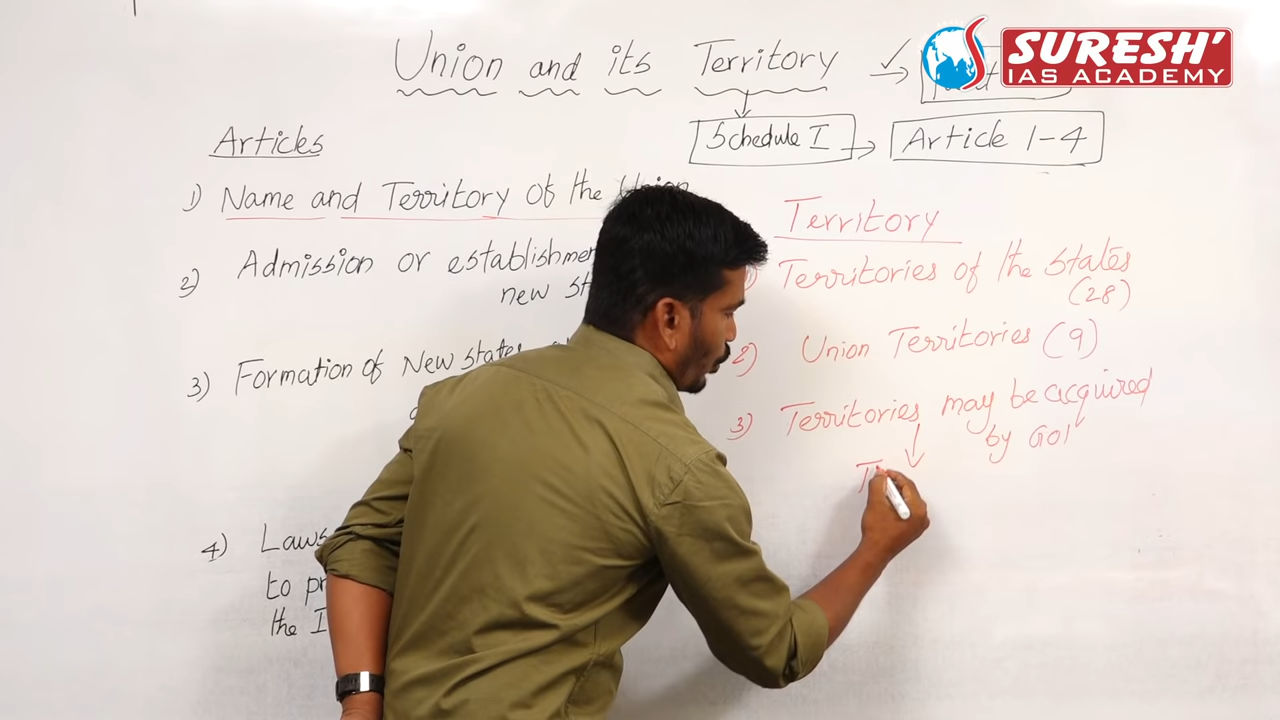 Union and its Territory
SURESH'
IAS ACADEMY
Schedule I
Article 1-4
Articles
1) Name and Territory of the Union
2) Admission or establishment
new
3) Formation of New States
4) Laws
to
the
Territory
1) Territories of the States
(28)
2) Union Territories (9)
3) Territories may be acquired
by GOI